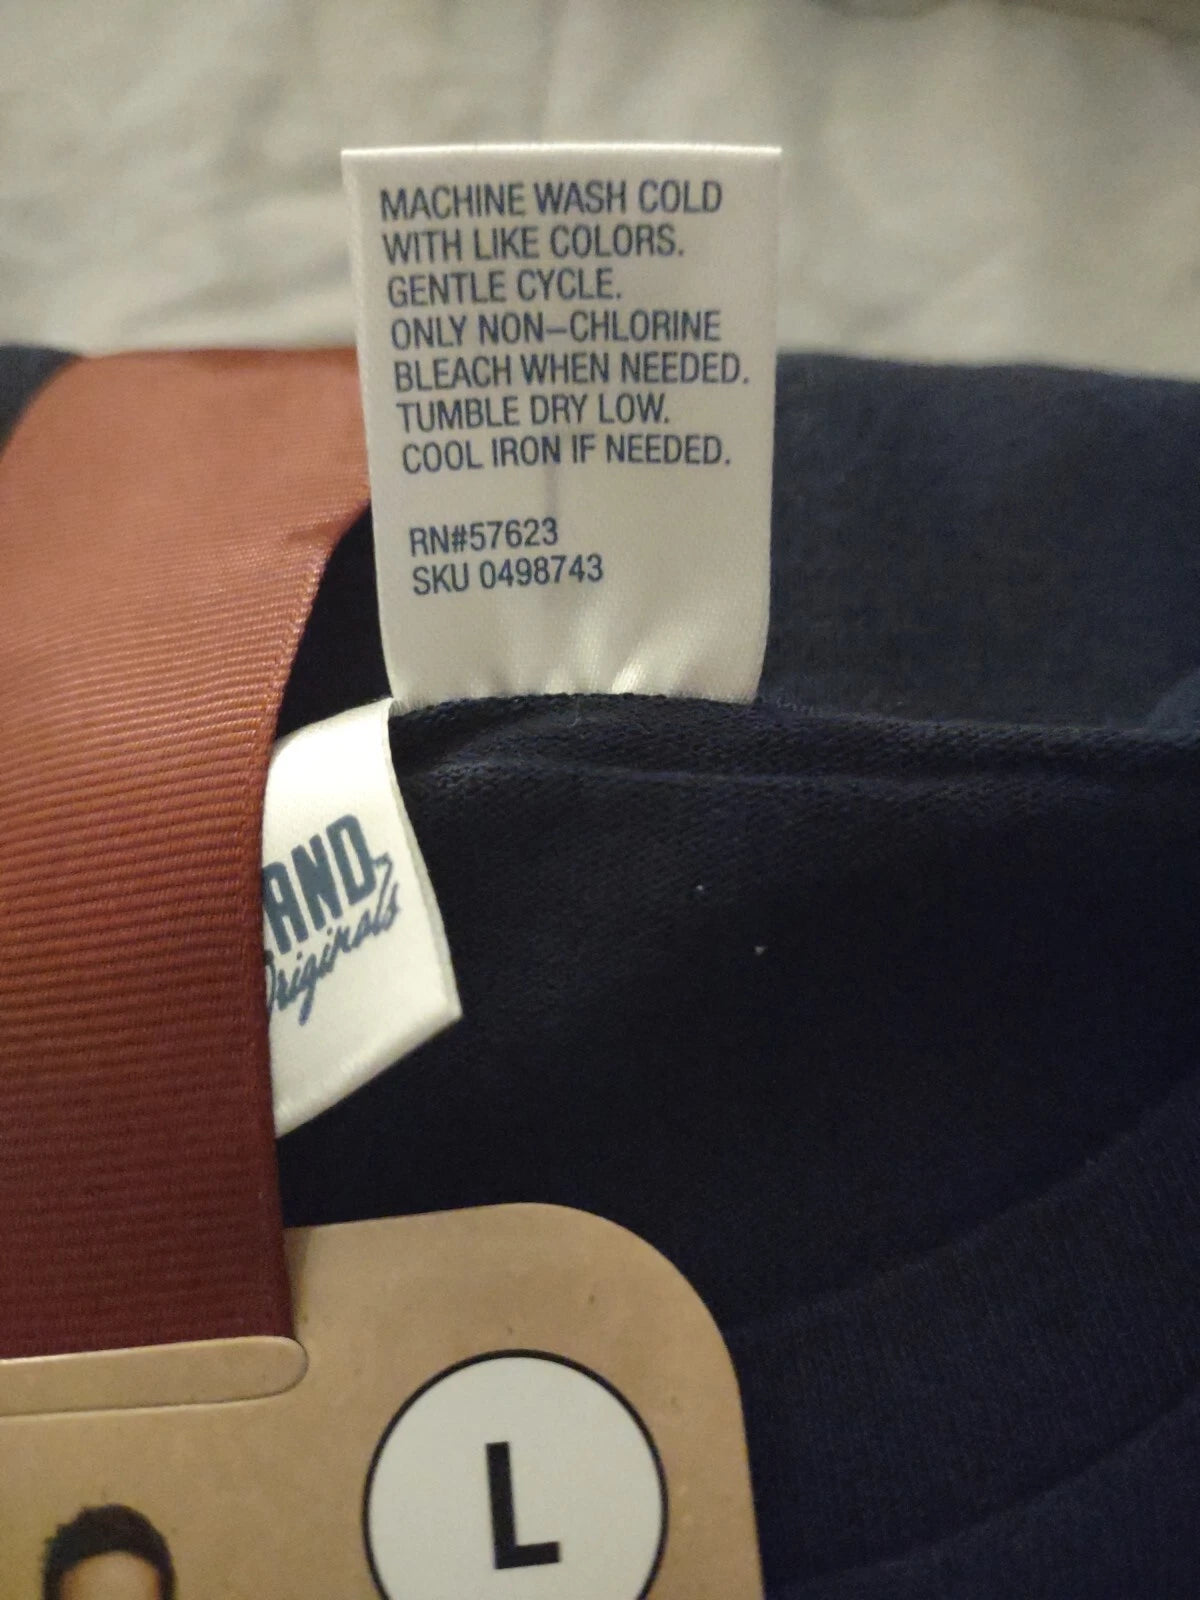 MACHINE WASH COLD
WITH LIKE COLORS.
GENTLE CYCLE.
ONLY NON-CHLORINE
BLEACH WHEN NEEDED.
TUMBLE DRY LOW.
COOL IRON IF NEEDED.
RN#57623
SKU 0498743
AND
Originals
L